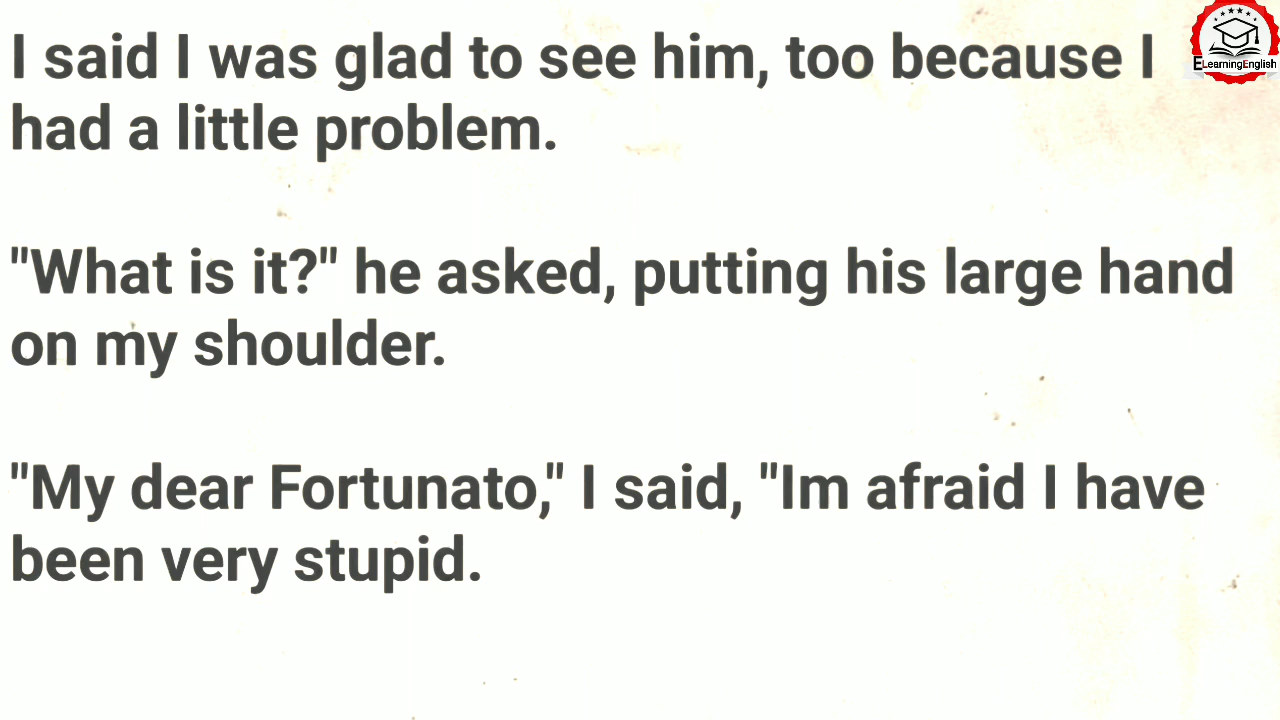 I said I was glad to see him, too because I
had a little problem.
"What is it?" he asked, putting his large hand
on my shoulder.
"My dear Fortunato," I said, "Im afraid I have
been very stupid.
ELearningEnglish